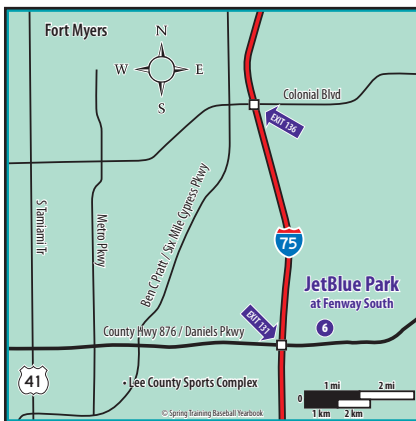 Fort Myers
N
W
E
S
Colonial Blvd
EXIT 136
S Tamiami Tr
Metro Pkwy
Ben C Pratt / Six Mile Cypress Pkwy
75
JetBlue Park
at Fenway South
6
EXIT 131
County Hwy 876 / Daniels Pkwy
41
• Lee County Sports Complex
1 mi 2 mi
0
1 km 2 km
© Spring Training Baseball Yearbook